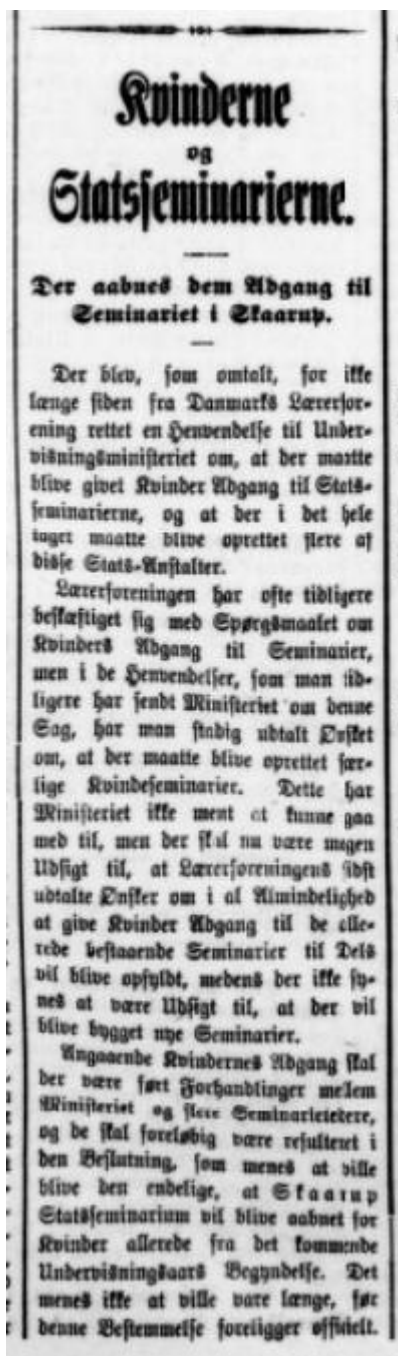 Kvinderne
og
Statsseminarierne.
Der aabnes dem Adgang til
Seminariet i Skaarup.
Der blev, som omtalt, for ikke
længe siden fra Danmarks Lærerfor-
ening rettet en Henvendelse til Under-
visningsministeriet om, at der maatte
blive givet Kvinder Adgang til Stats-
seminarierne, og at der i det hele
taget maatte blive oprettet flere af
disse Stats-Anstalter.
Lærerforeningen har ofte tidligere
beskæftiget sig med Spørgsmaalet om
Kvinders Adgang til Seminarier,
men i de Henvendelser, som man tid-
ligere har sendt Ministeriet om denne
Sag, har man stadig udtalt Ønsket
om, at der maatte blive oprettet sær-
lige Kvindeseminarier. Dette har
Ministeriet ikke ment at kunne gaa
med til, men der skal nu være megen
Udsigt til, at Lærerforeningens sidst
udtalte Ønsker om i al Almindelighed
at give Kvinder Adgang til de alle-
rede bestaaende Seminarier til Dels
vil blive opfyldt, medens der ikke sy-
nes at være Udsigt til, at der vil
blive bygget nye Seminarier.
Angaaende Kvindernes Adgang skal
der være ført Forhandlinger mellem
Ministeriet og flere Seminarieledere,
og de skal foreløbig være resulteret i
den Beslutning, som menes at ville
blive den endelige, at Skaarup
Statsseminarium vil blive aabnet for
Kvinder allerede fra det kommende
Undervisningsaars Begyndelse. Det
menes ikke at ville vare længe, før
denne Bestemmelse foreligger officielt.